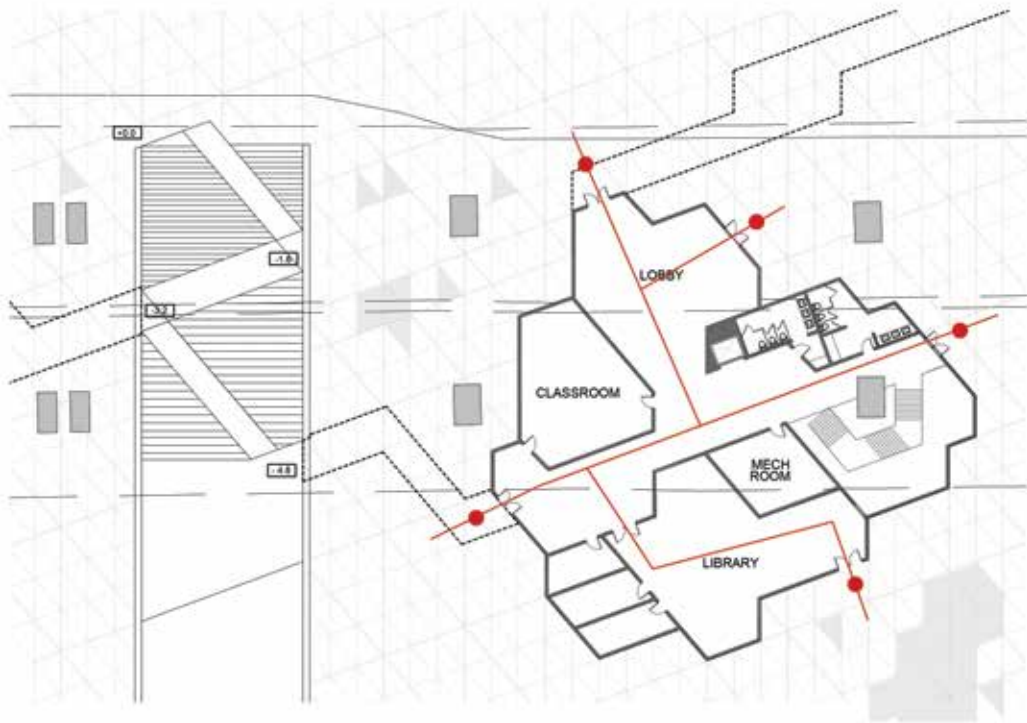 +0.0
LOBBY
-1.6
-3.2
CLASSROOM
MECH
ROOM
-4.8
LIBRARY